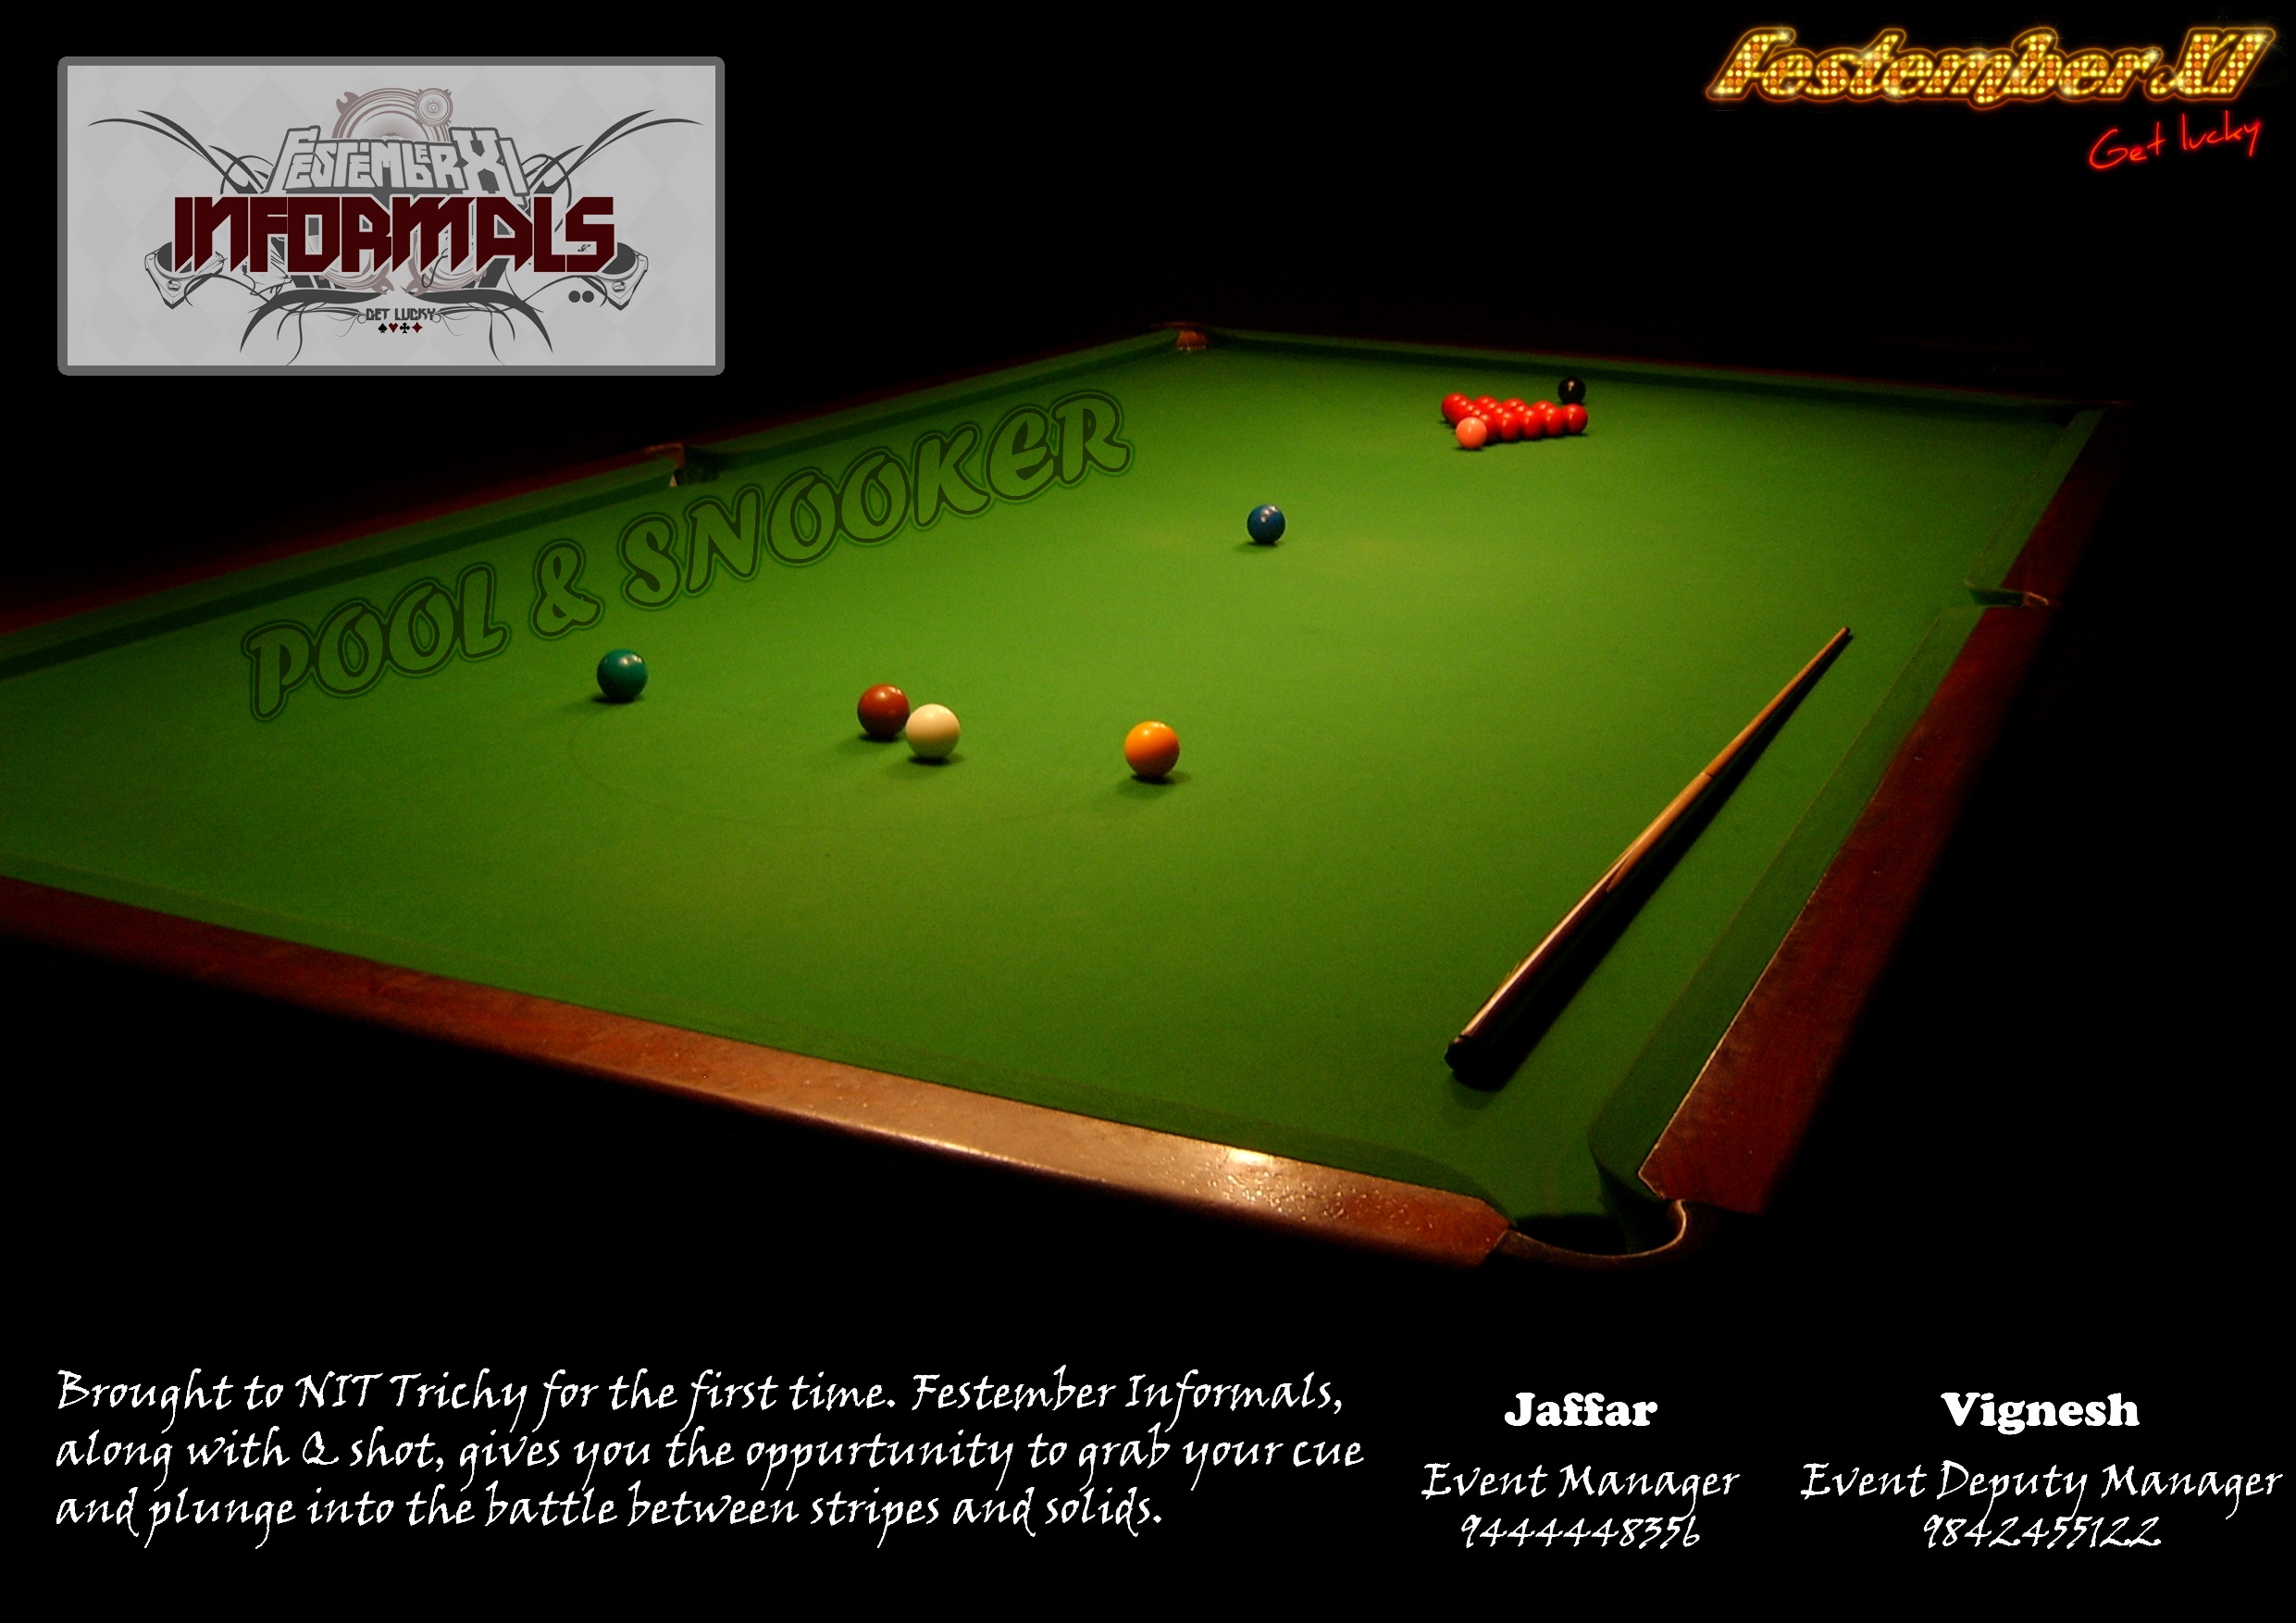 Festember XI
Get lucky
FESTEMBER XI
INFORMALS
GET LUCKY
POOL & SNOOKER
Brought to NIT Trichy for the first time. Festember Informals,
along with Q shot, gives you the oppurtunity to grab your cue
and plunge into the battle between stripes and solids.
Jaffar
Event Manager
9444448356
Vignesh
Event Deputy Manager
9842455122